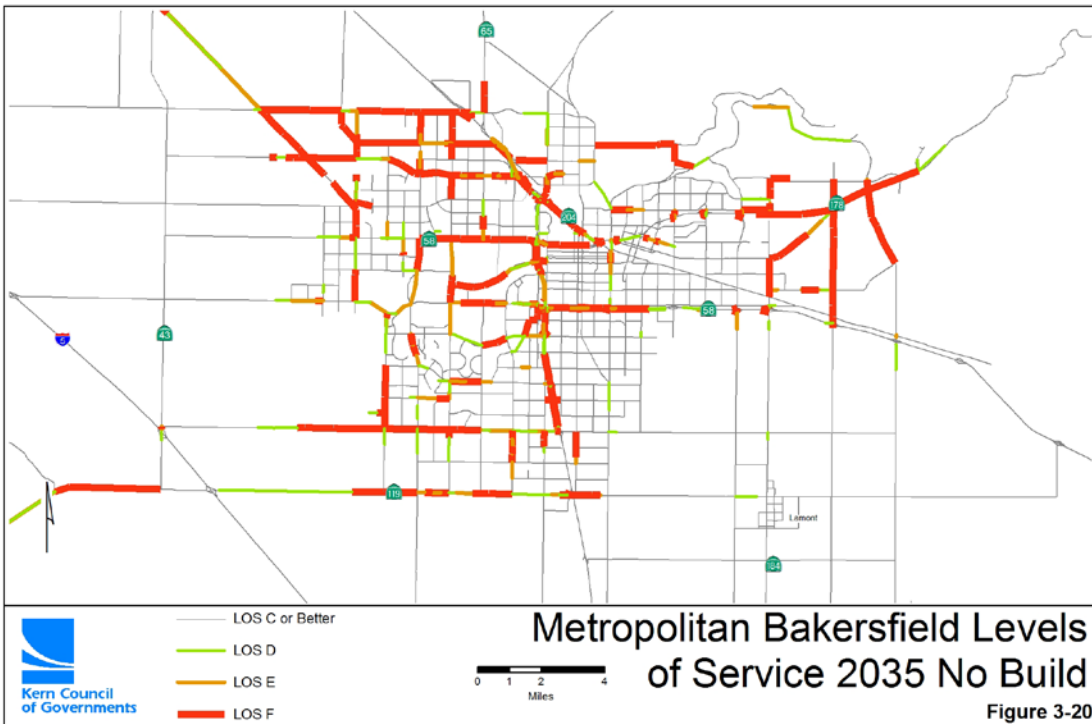 65
178
204
58
58
43
5
119
Lamont
184
LOS C or Better
LOS D
LOS E
LOS F
Kern Council
of Governments
0 1 2 4
Miles
Metropolitan Bakersfield Levels
of Service 2035 No Build
Figure 3-20